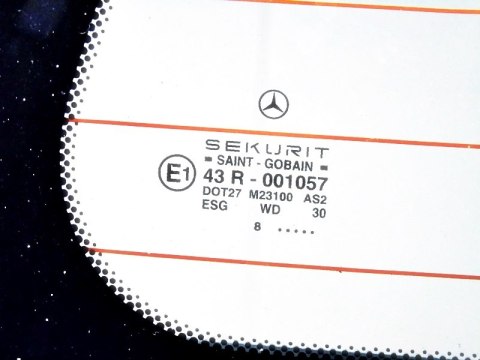 SEKURIT
SAINT - GOBAIN
E1 43 R - 001057
DOT27 M23100 AS2
ESG WD 30
8 .....